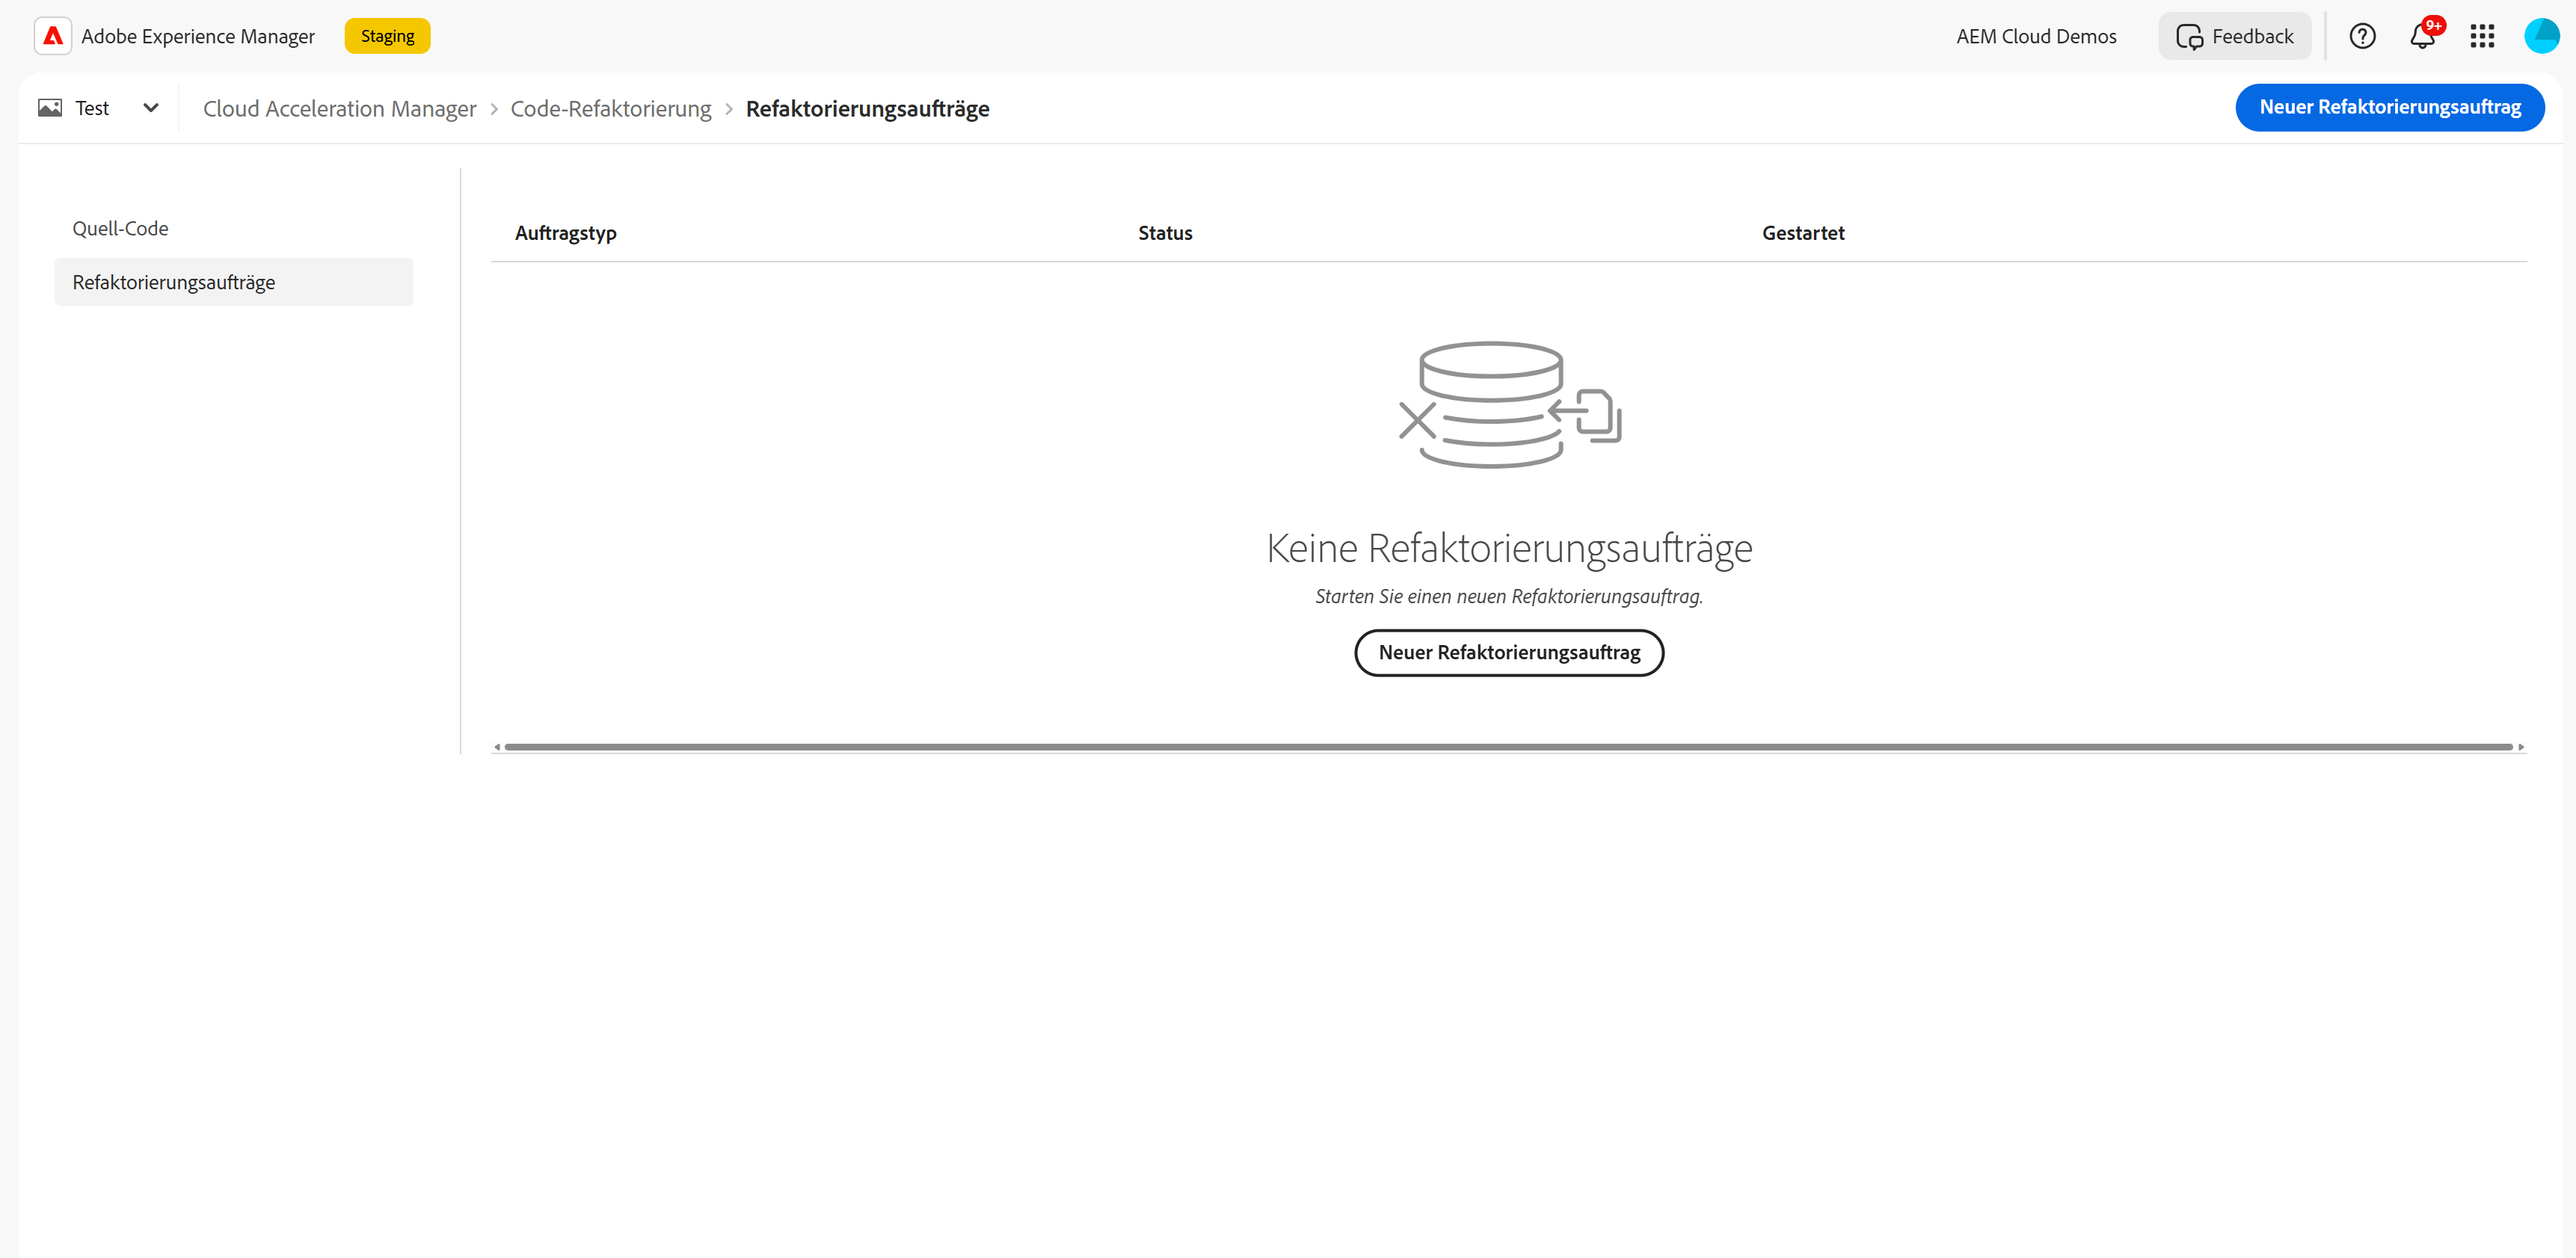 Adobe Experience Manager
Staging
AEM Cloud Demos
Feedback
9+
Test
Cloud Acceleration Manager
Code-Refaktorierung
Refaktorierungsaufträge
Neuer Refaktorierungsauftrag
Quell-Code
Refaktorierungsaufträge
Auftragstyp
Status
Gestartet
Keine Refaktorierungsaufträge
Starten Sie einen neuen Refaktorierungsauftrag.
Neuer Refaktorierungsauftrag